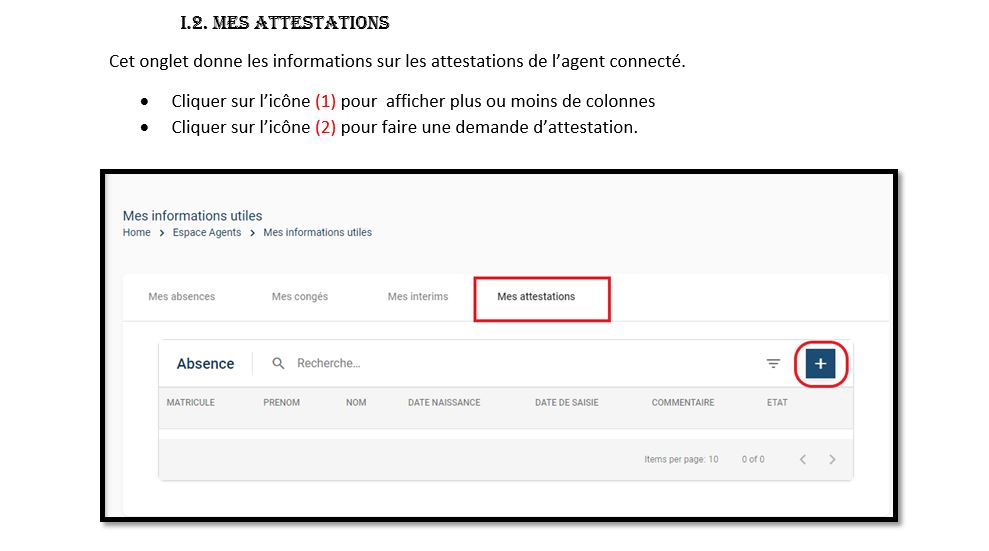 I.2. MES ATTESTATIONS
Cet onglet donne les informations sur les attestations de l’agent connecté.
• Cliquer sur l’icône (1) pour afficher plus ou moins de colonnes
• Cliquer sur l’icône (2) pour faire une demande d’attestation.
Mes informations utiles
Home > Espace Agents > Mes informations utiles
Mes absences Mes congés Mes interims Mes attestations
Absence Recherche... +
MATRICULE PRENOM NOM DATE NAISSANCE DATE DE SAISIE COMMENTAIRE ETAT
Items per page: 10 0 of 0 < >